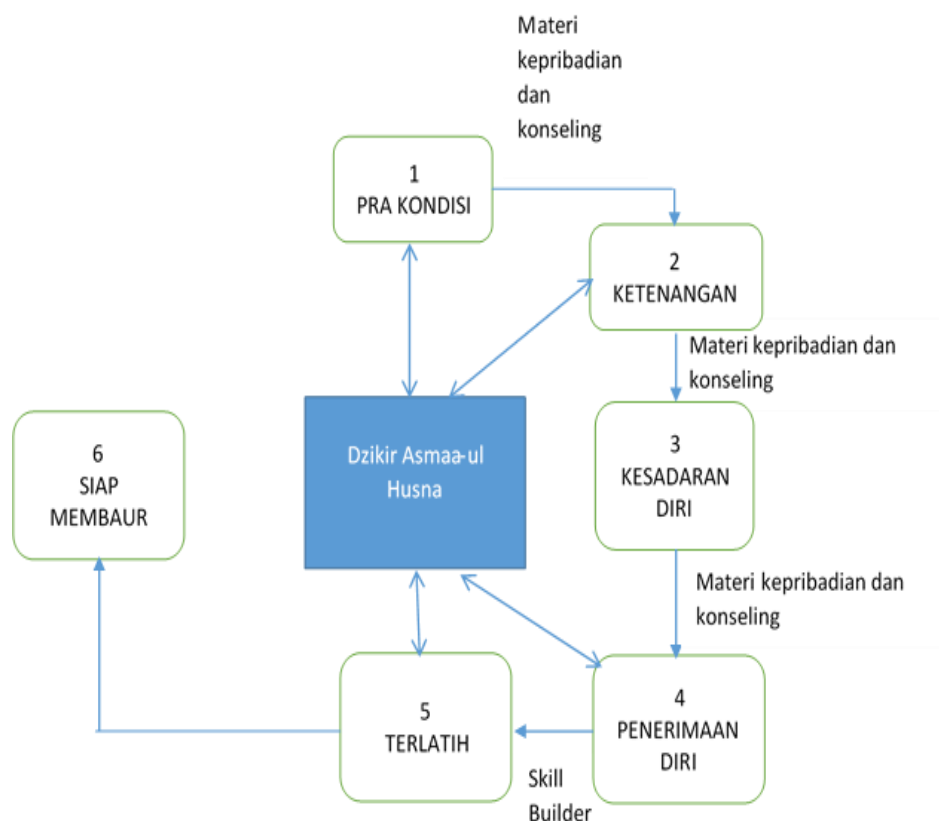 Materi
kepribadian
dan
konseling
1
PRA KONDISI
2
KETENANGAN
Materi kepribadian dan
konseling
3
KESADARAN
DIRI
Dzikir Asmaa-ul
Husna
6
SIAP
MEMBAUR
Materi kepribadian dan
konseling
4
PENERIMAAN
DIRI
5
TERLATIH
Skill
Builder